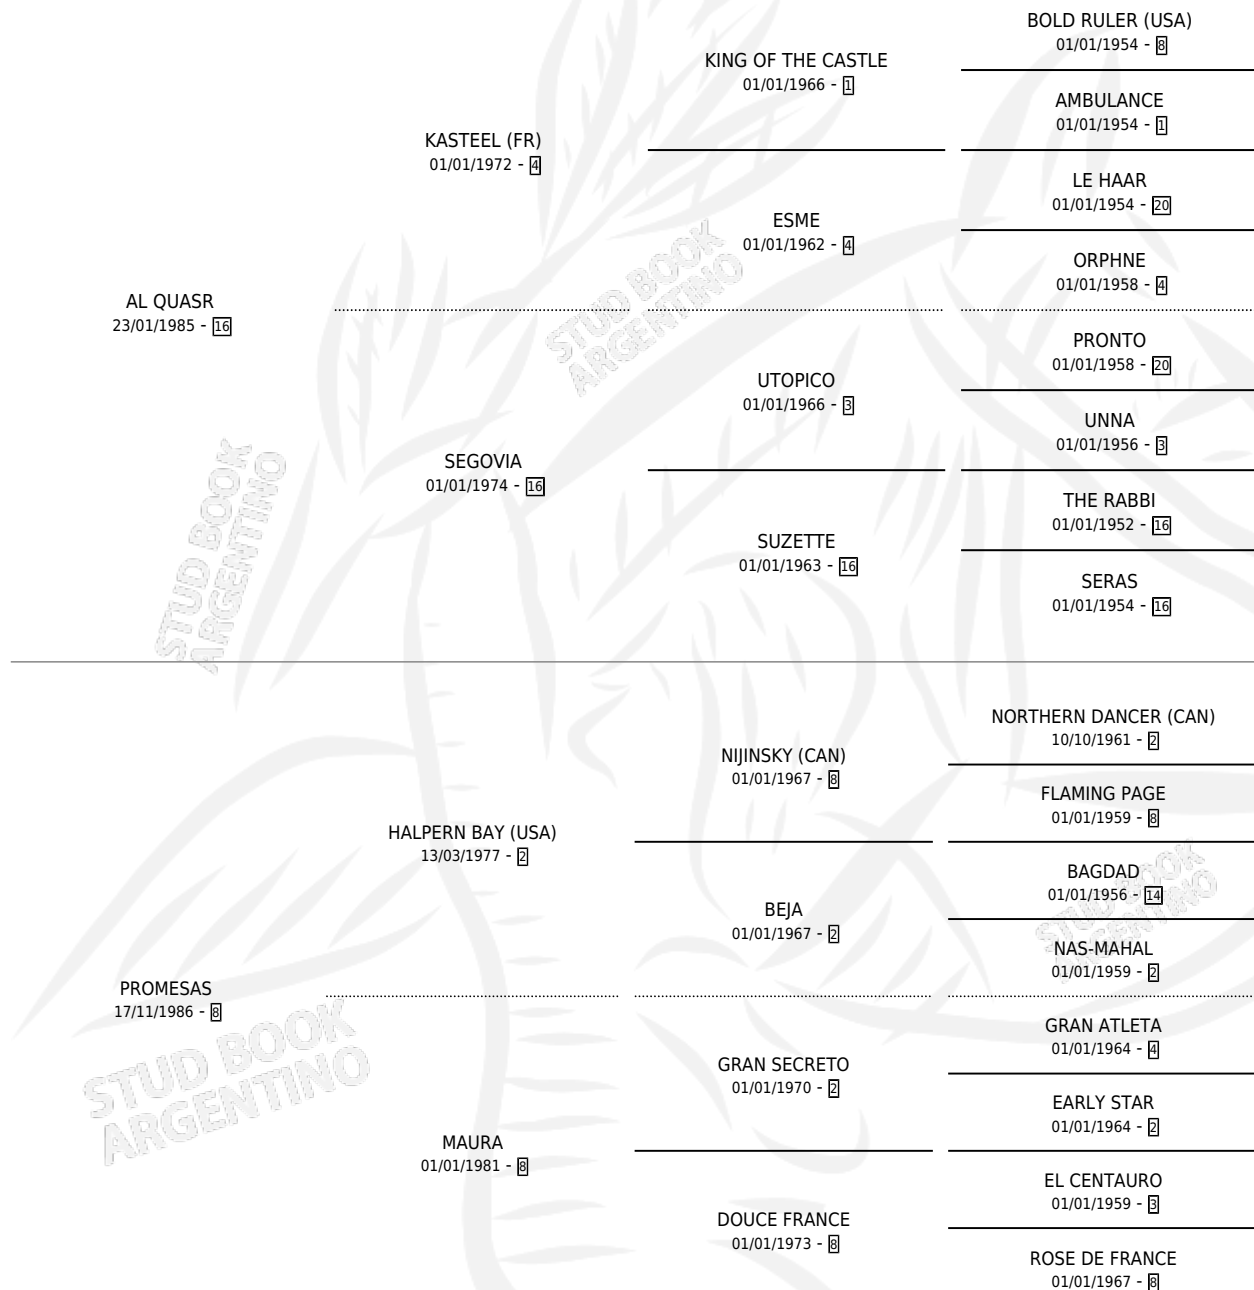 BOLD RULER (USA)
01/01/1954 - 8
KING OF THE CASTLE
01/01/1966 - 1
AMBULANCE
01/01/1954 - 1
KASTEEL (FR)
01/01/1972 - 4
LE HAAR
01/01/1954 - 20
ESME
01/01/1962 - 4
ORPHNE
01/01/1958 - 4
AL QUASR
23/01/1985 - 16
PRONTO
01/01/1958 - 20
UTOPICO
01/01/1966 - 3
UNNA
01/01/1956 - 3
SEGOVIA
01/01/1974 - 16
THE RABBI
01/01/1952 - 16
SUZETTE
01/01/1963 - 16
SERAS
01/01/1954 - 16
STUD BOOK
ARGENTINO
STUD BOOK
ARGENTINO
NORTHERN DANCER (CAN)
10/10/1961 - 2
NIJINSKY (CAN)
01/01/1967 - 8
FLAMING PAGE
01/01/1959 - 8
HALPERN BAY (USA)
13/03/1977 - 2
BAGDAD
01/01/1956 - 14
BEJA
01/01/1967 - 2
NAS-MAHAL
01/01/1959 - 2
PROMESAS
17/11/1986 - 8
GRAN ATLETA
01/01/1964 - 4
GRAN SECRETO
01/01/1970 - 2
EARLY STAR
01/01/1964 - 2
MAURA
01/01/1981 - 8
EL CENTAURO
01/01/1959 - 3
DOUCE FRANCE
01/01/1973 - 8
ROSE DE FRANCE
01/01/1967 - 8
STUD BOOK
ARGENTINO
STUD BOOK
ARGENTINO